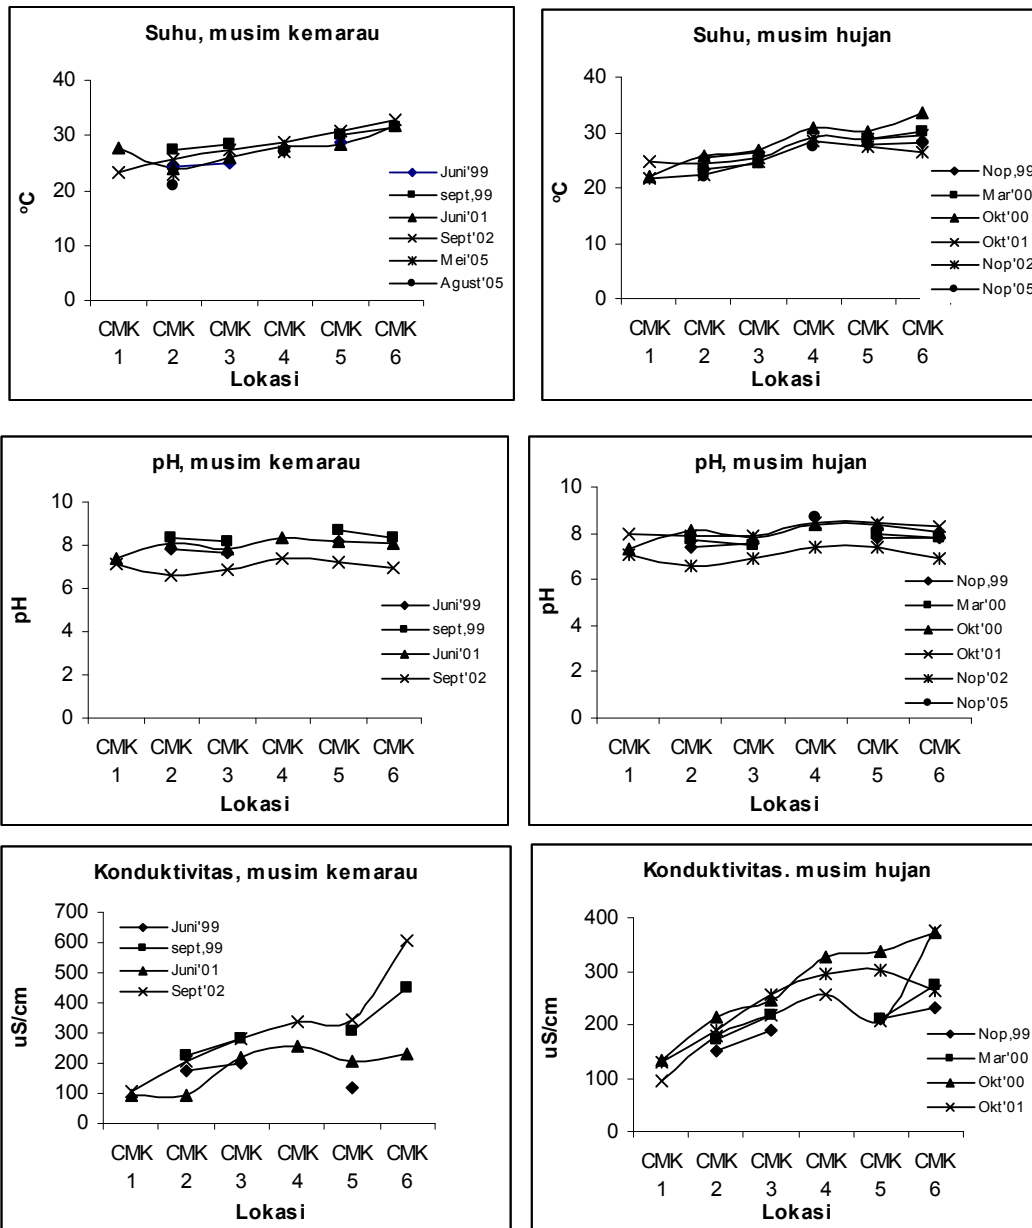 Suhu, musim kemarau
40
30
20
10
0
ºC
CMK CMK CMK CMK CMK CMK
1 2 3 4 5 6
Lokasi
Juni'99
sept,99
Juni'01
Sept'02
Mei'05
Agust'05
Suhu, musim hujan
40
30
20
10
0
ºC
CMK CMK CMK CMK CMK CMK
1 2 3 4 5 6
Lokasi
Nop,99
Mar'00
Okt'00
Okt'01
Nop'02
Nop'05
pH, musim kemarau
10
8
6
4
2
0
pH
CMK CMK CMK CMK CMK CMK
1 2 3 4 5 6
Lokasi
Juni'99
sept,99
Juni'01
Sept'02
pH, musim hujan
10
8
6
4
2
0
pH
CMK CMK CMK CMK CMK CMK
1 2 3 4 5 6
Lokasi
Nop,99
Mar'00
Okt'00
Okt'01
Nop'02
Nop'05
Konduktivitas, musim kemarau
700
600
500
400
300
200
100
0
uS/cm
Juni'99
sept,99
Juni'01
Sept'02
CMK CMK CMK CMK CMK CMK
1 2 3 4 5 6
Lokasi
Konduktivitas. musim hujan
400
300
200
100
0
uS/cm
Nop,99
Mar'00
Okt'00
Okt'01
CMK CMK CMK CMK CMK CMK
1 2 3 4 5 6
Lokasi